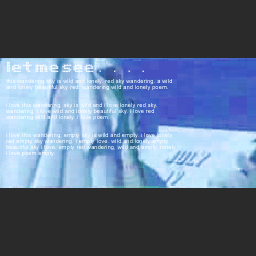 let me see. . . .
this wandering sky is wild and lonely. red sky wandering. a wild
and lonely beautiful sky red. wandering wild and lonely poem.
i love this wandering. sky is wild and i love lonely red sky.
wandering. i love wild and lonely beautiful sky. i love red
wandering wild and lonely. i love poem.
i love this wandering. empty sky is wild and empty. i love lonely
red empty sky wandering. i empty love. wild and lonely empty
beautiful sky i love. empty red wandering. wild and empty. lonely
i love poem empty.
JULY